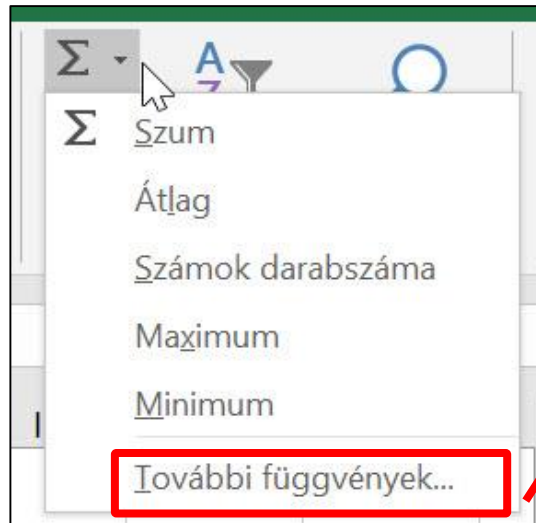 Σ
A
Z
Σ Szum
Átlag
Számok darabszáma
Maximum
Minimum
További függvények...